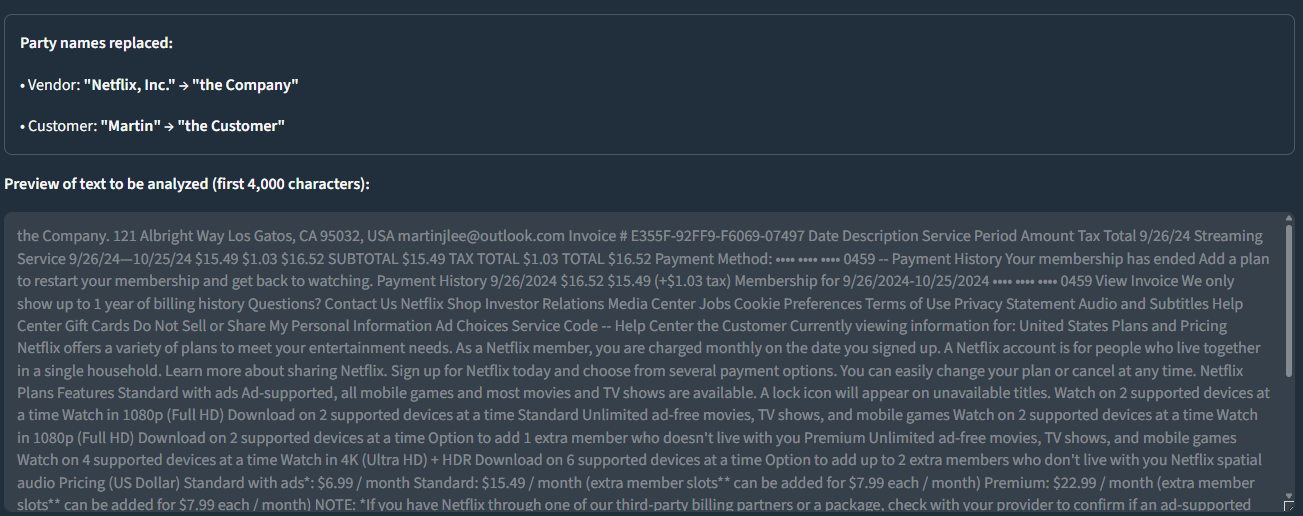 Party names replaced:
• Vendor: "Netflix, Inc." → "the Company"
• Customer: "Martin" → "the Customer"
Preview of text to be analyzed (first 4,000 characters):
the Company. 121 Albright Way Los Gatos, CA 95032, USA martinjlee@outlook.com Invoice # E355F-92FF9-F6069-07497 Date Description Service Period Amount Tax Total 9/26/24 Streaming
Service 9/26/24—10/25/24 $15.49 $1.03 $16.52 SUBTOTAL $15.49 TAX TOTAL $1.03 TOTAL $16.52 Payment Method: •••• •••• •••• 0459 -- Payment History Your membership has ended Add a plan
to restart your membership and get back to watching. Payment History 9/26/2024 $16.52 $15.49 (+$1.03 tax) Membership for 9/26/2024-10/25/2024 •••• •••• •••• 0459 View Invoice We only
show up to 1 year of billing history Questions? Contact Us Netflix Shop Investor Relations Media Center Jobs Cookie Preferences Terms of Use Privacy Statement Audio and Subtitles Help
Center Gift Cards Do Not Sell or Share My Personal Information Ad Choices Service Code -- Help Center the Customer Currently viewing information for: United States Plans and Pricing
Netflix offers a variety of plans to meet your entertainment needs. As a Netflix member, you are charged monthly on the date you signed up. A Netflix account is for people who live together
in a single household. Learn more about sharing Netflix. Sign up for Netflix today and choose from several payment options. You can easily change your plan or cancel at any time. Netflix
Plans Features Standard with ads Ad-supported, all mobile games and most movies and TV shows are available. A lock icon will appear on unavailable titles. Watch on 2 supported devices at
a time Watch in 1080p (Full HD) Download on 2 supported devices at a time Standard Unlimited ad-free movies, TV shows, and mobile games Watch on 2 supported devices at a time Watch
in 1080p (Full HD) Download on 2 supported devices at a time Option to add 1 extra member who doesn't live with you Premium Unlimited ad-free movies, TV shows, and mobile games
Watch on 4 supported devices at a time Watch in 4K (Ultra HD) + HDR Download on 6 supported devices at a time Option to add up to 2 extra members who don't live with you Netflix spatial
audio Pricing (US Dollar) Standard with ads*: $6.99 / month Standard: $15.49 / month (extra member slots** can be added for $7.99 each / month) Premium: $22.99 / month (extra member
slots** can be added for $7.99 each / month) NOTE: *If you have Netflix through one of our third-party billing partners or a package, check with your provider to confirm if an ad-supported